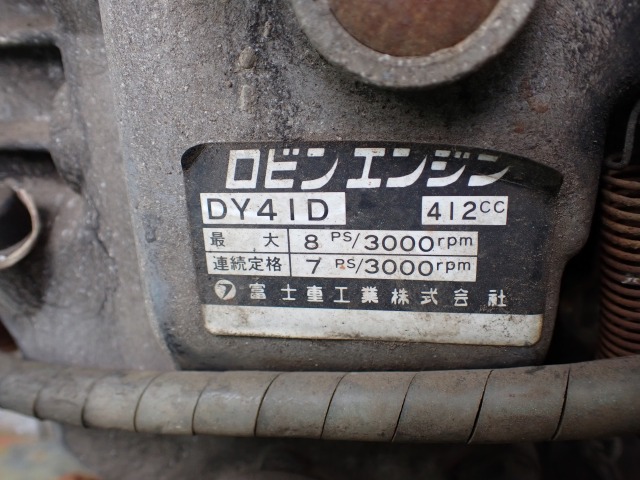 ロビンエンジン
DY41D 412CC
最大 8 PS/3000rpm
連続定格 7 PS/3000rpm
フ 富士重工業株式会社